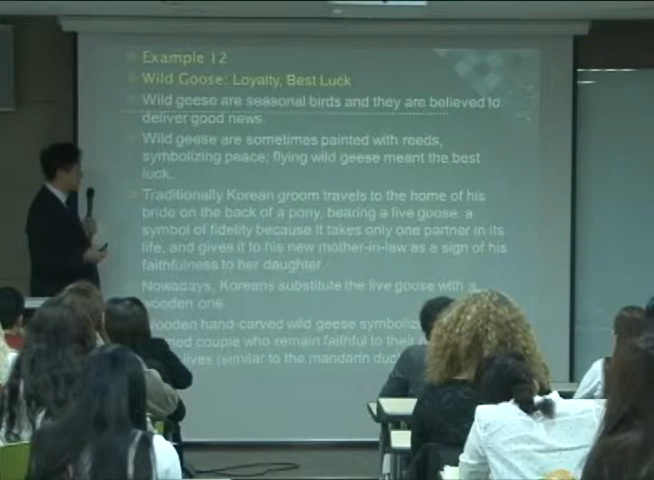 Example 12
Wild Goose: Loyalty, Best Luck
Wild geese are seasonal birds and they are believed to
deliver good news.
Wild geese are sometimes painted with reeds,
symbolizing peace; flying wild geese meant the best
luck.
Traditionally Korean groom travels to the home of his
bride on the back of a pony, bearing a live goose, a
symbol of fidelity because it takes only one partner in its
life, and gives it to his new mother-in-law as a sign of his
faithfulness to her daughter.
Nowadays, Koreans substitute the live goose with a
wooden one.
Wooden hand-carved wild geese
couple who remain faithful to their
lives (similar to the mandarin